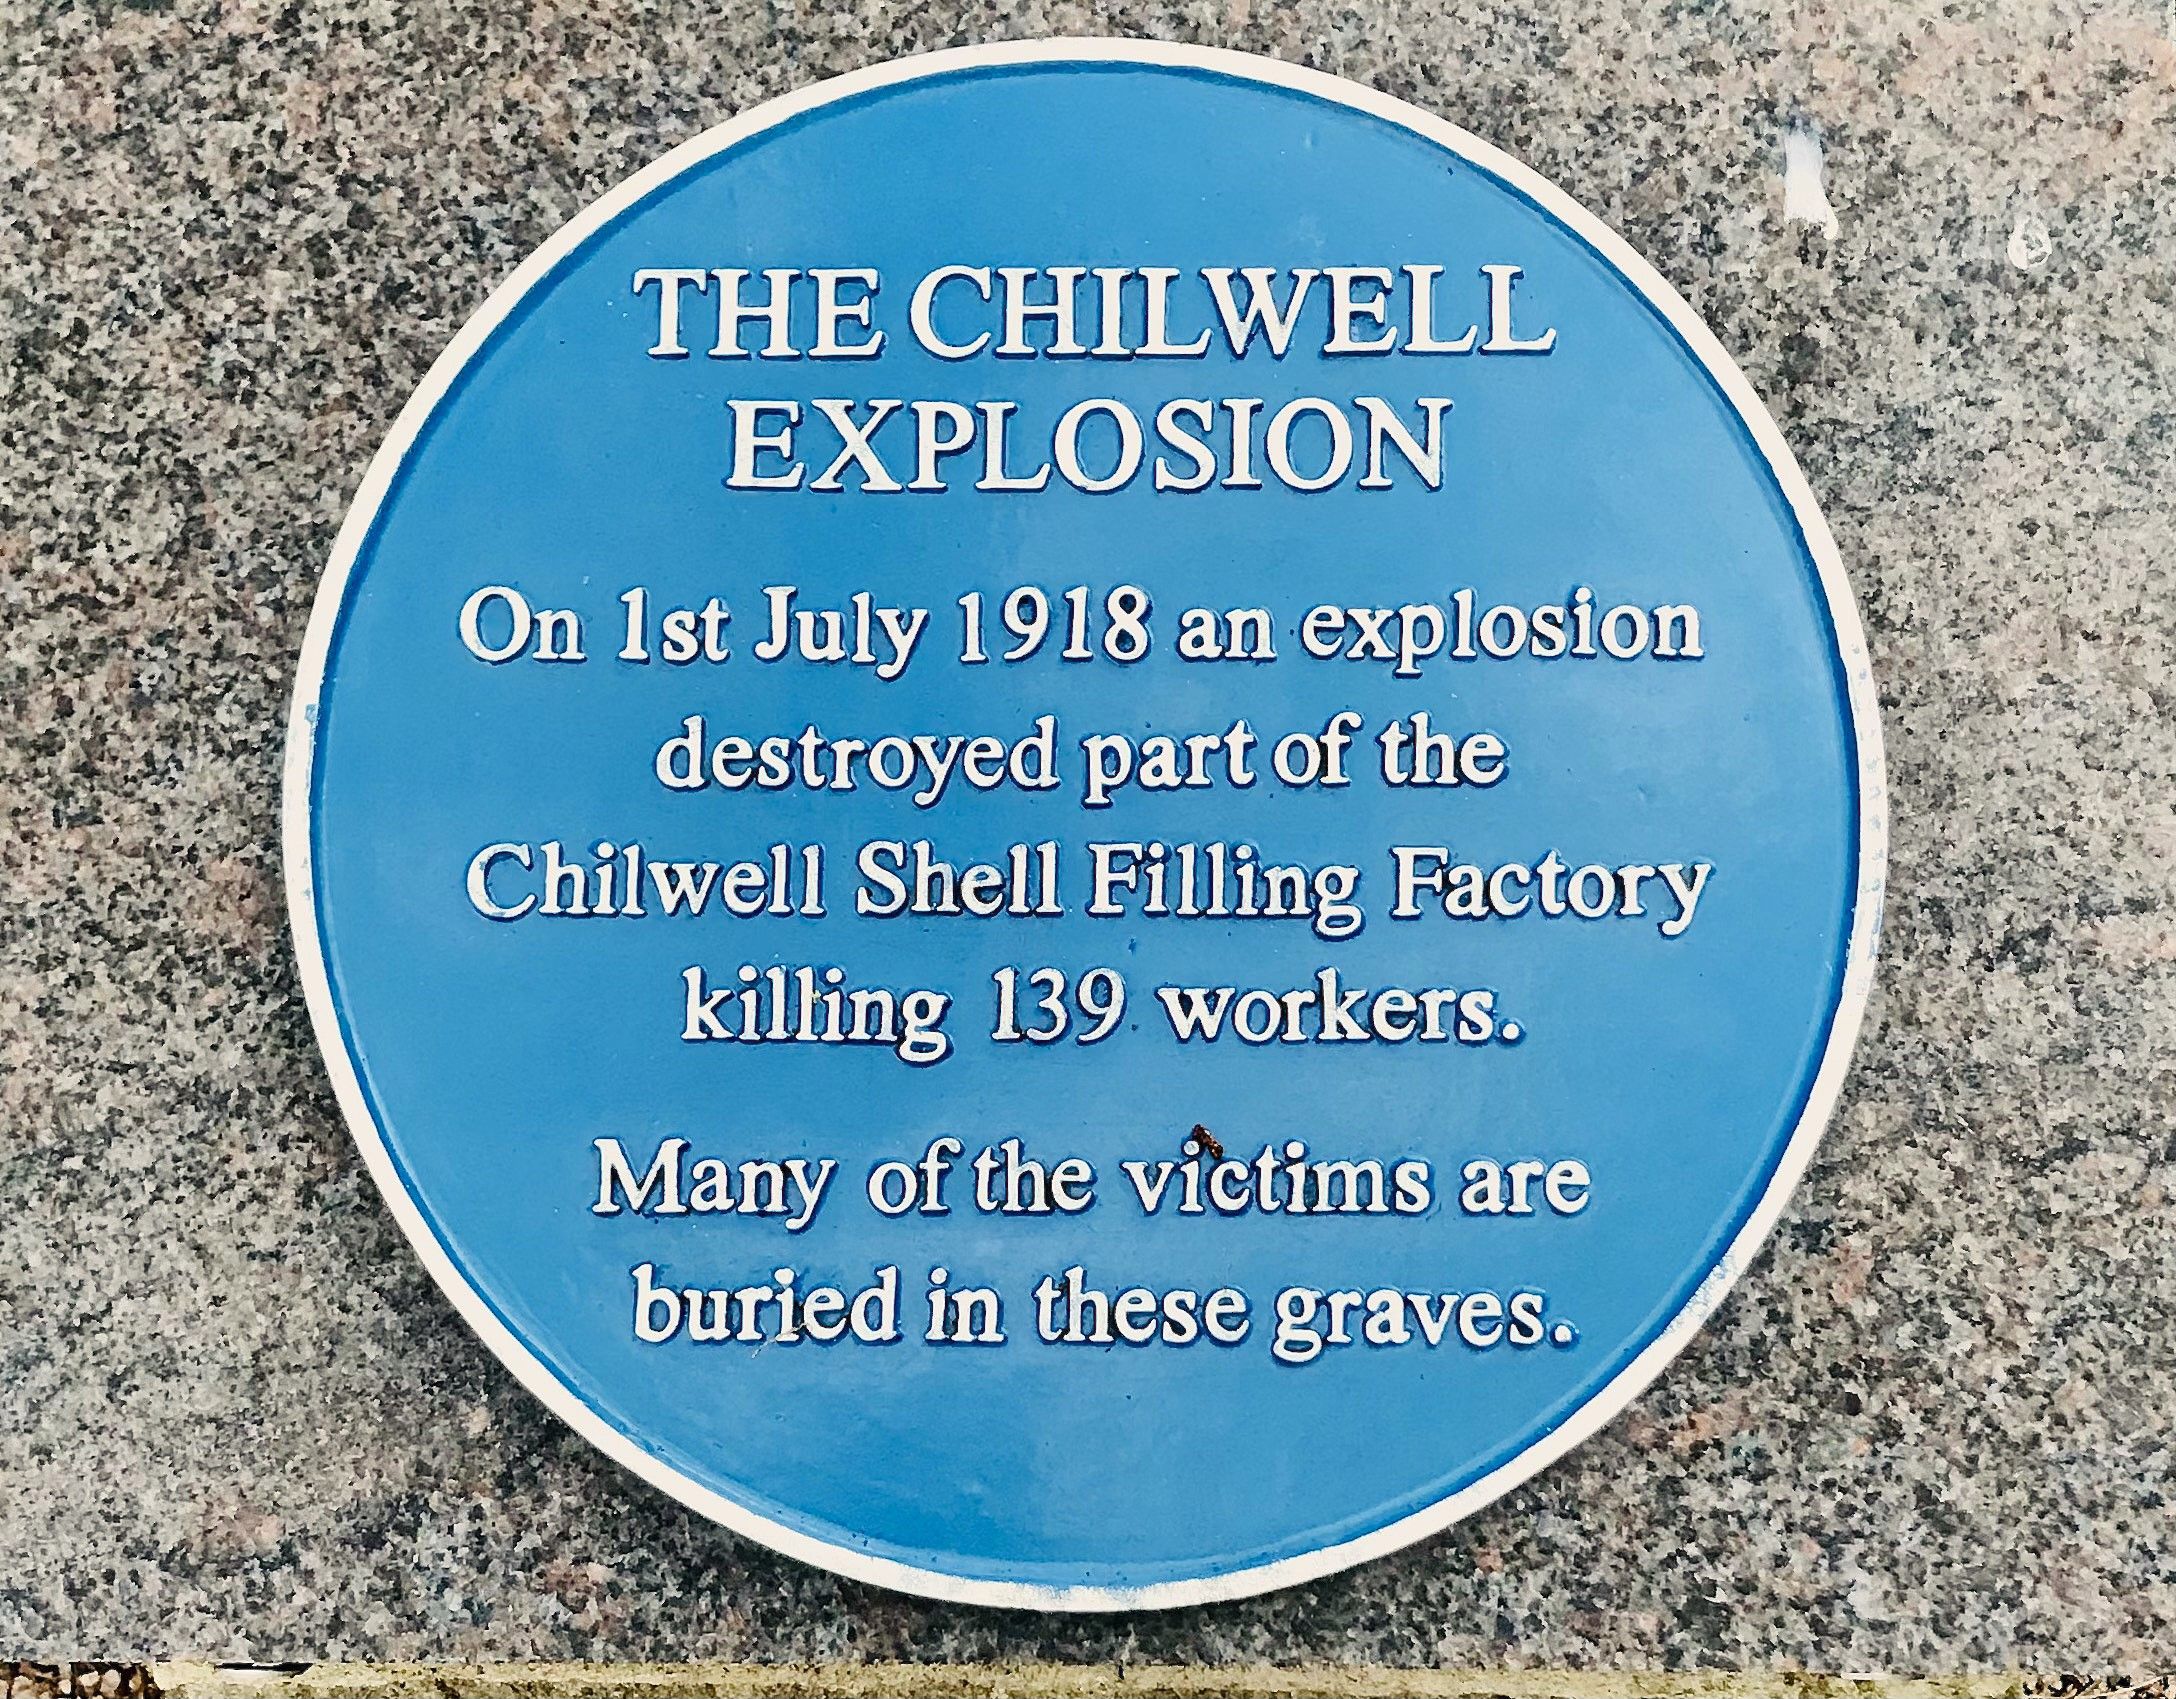 THE CHILWELL
EXPLOSION
On 1st July 1918 an explosion
destroyed part of the
Chilwell Shell Filling Factory
killing 139 workers.
Many of the victims are
buried in these graves.